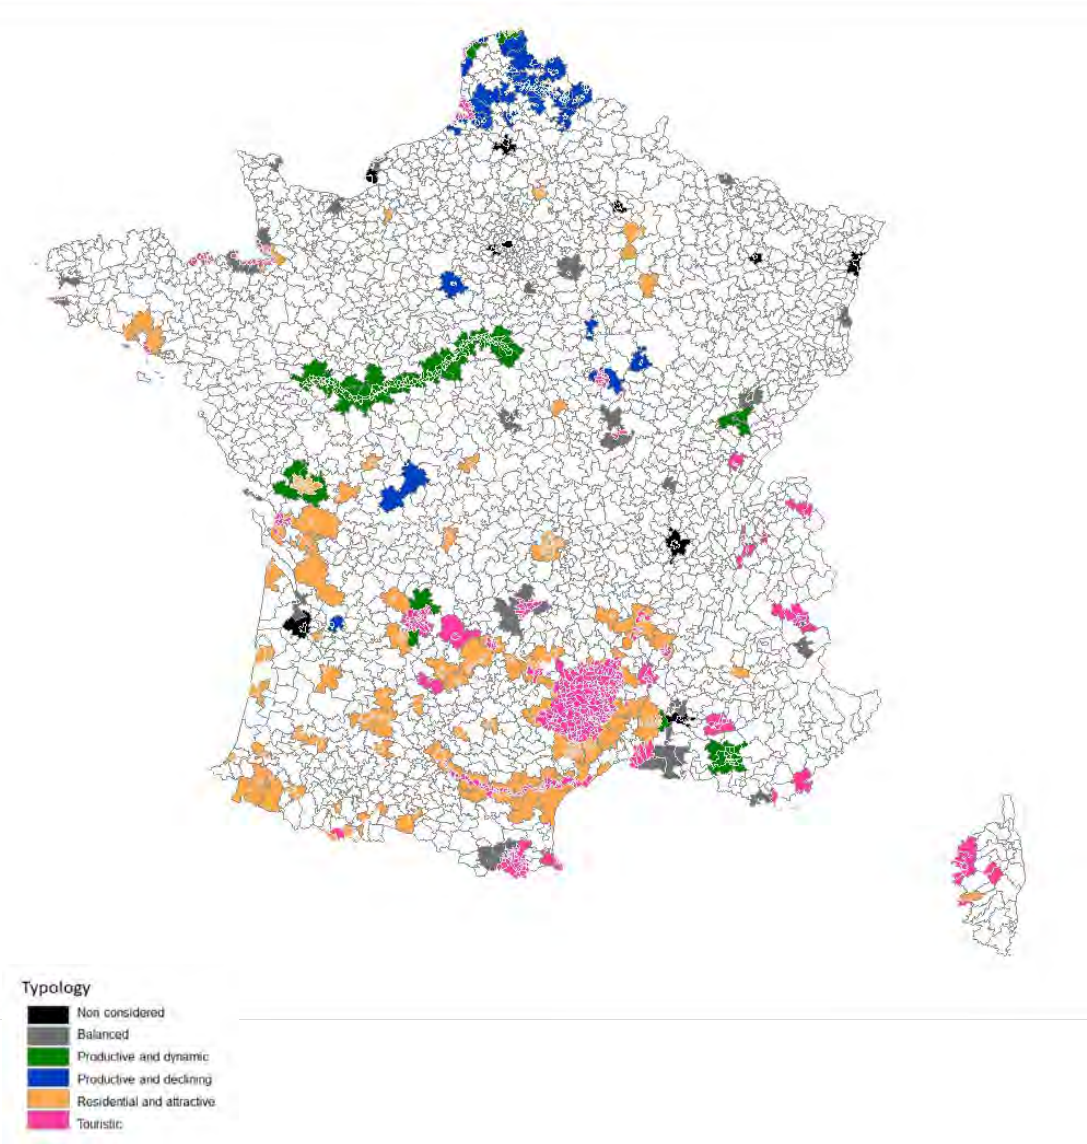 Typology
Non considered
Balanced
Productive and dynamic
Productive and declining
Residential and attractive
Touristic